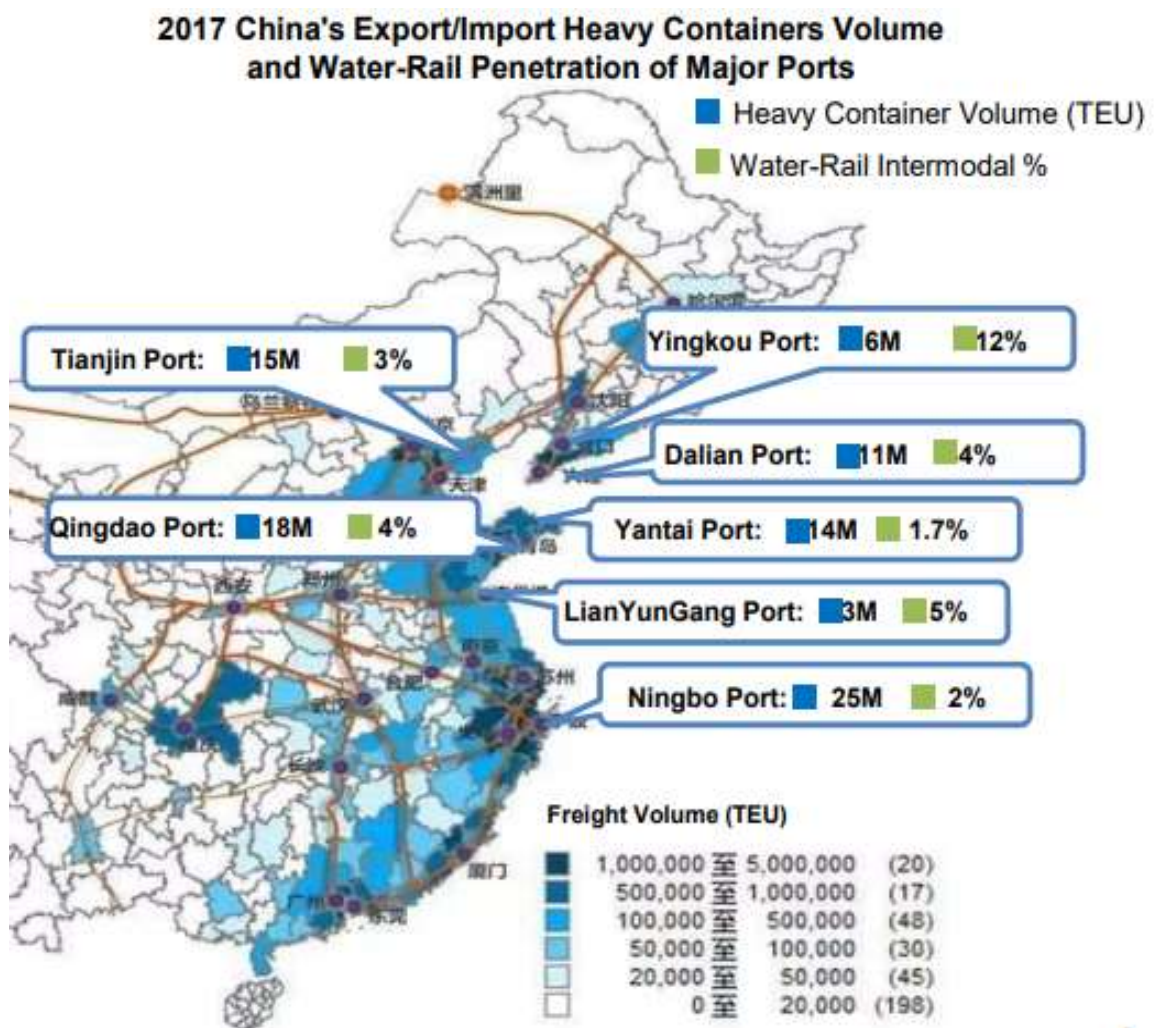 2017 China's Export/Import Heavy Containers Volume
and Water-Rail Penetration of Major Ports
Heavy Container Volume (TEU)
Water-Rail Intermodal %
满洲里
哈尔滨
Tianjin Port: 15M 3%
Yingkou Port: 6M 12%
沈阳
Dalian Port: 11M 4%
天津
Qingdao Port: 18M 4%
Yantai Port: 14M 1.7%
青岛
西安
郑州
LianYunGang Port: 3M 5%
合肥
苏州
成都
武汉
Ningbo Port: 25M 2%
重庆
长沙
Freight Volume (TEU)
1,000,000 至 5,000,000 (20)
厦门
500,000 至 1,000,000 (17)
广州
东莞
100,000 至 500,000 (48)
50,000 至 100,000 (30)
20,000 至 50,000 (45)
0 至 20,000 (198)